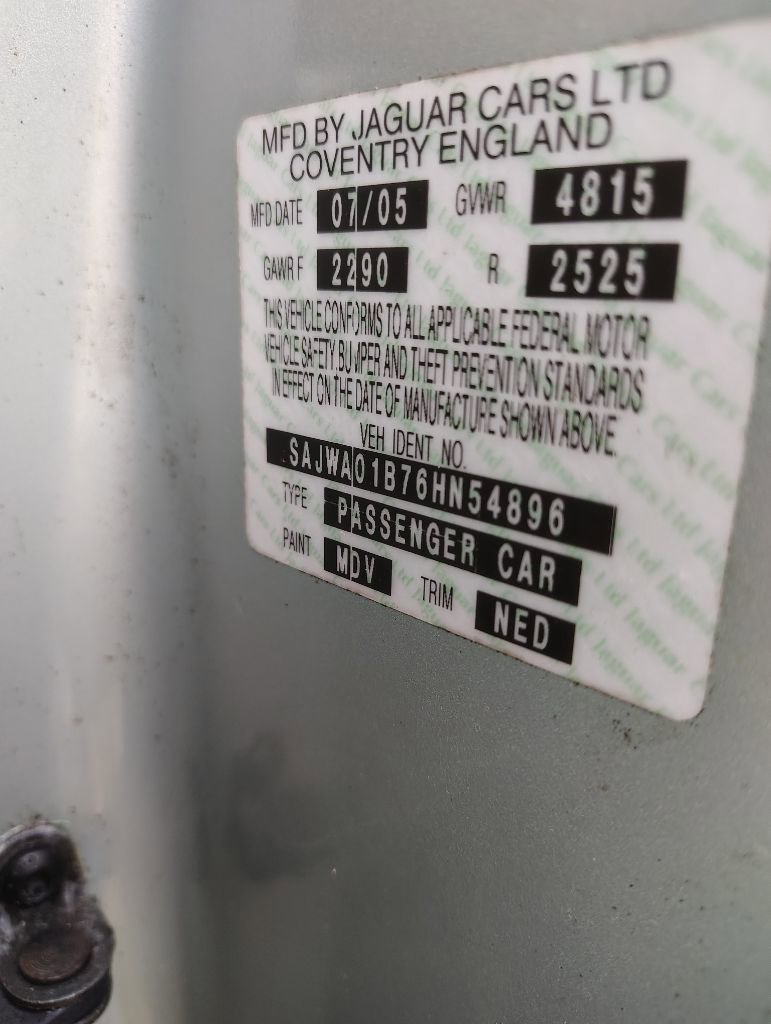 MFD BY JAGUAR CARS LTD
COVENTRY ENGLAND
MFD DATE 07/05 GVWR 4815
GAWR F 2290 R 2525
THIS VEHICLE CONFORMS TO ALL APPLICABLE FEDERAL MOTOR
VEHICLE SAFETY BUMPER AND THEFT PREVENTION STANDARDS
IN EFFECT ON THE DATE OF MANUFACTURE SHOWN ABOVE.
VEH IDENT NO.
SAJWA01B76HN54896
TYPE PASSENGER CAR
PAINT MDV TRIM NED